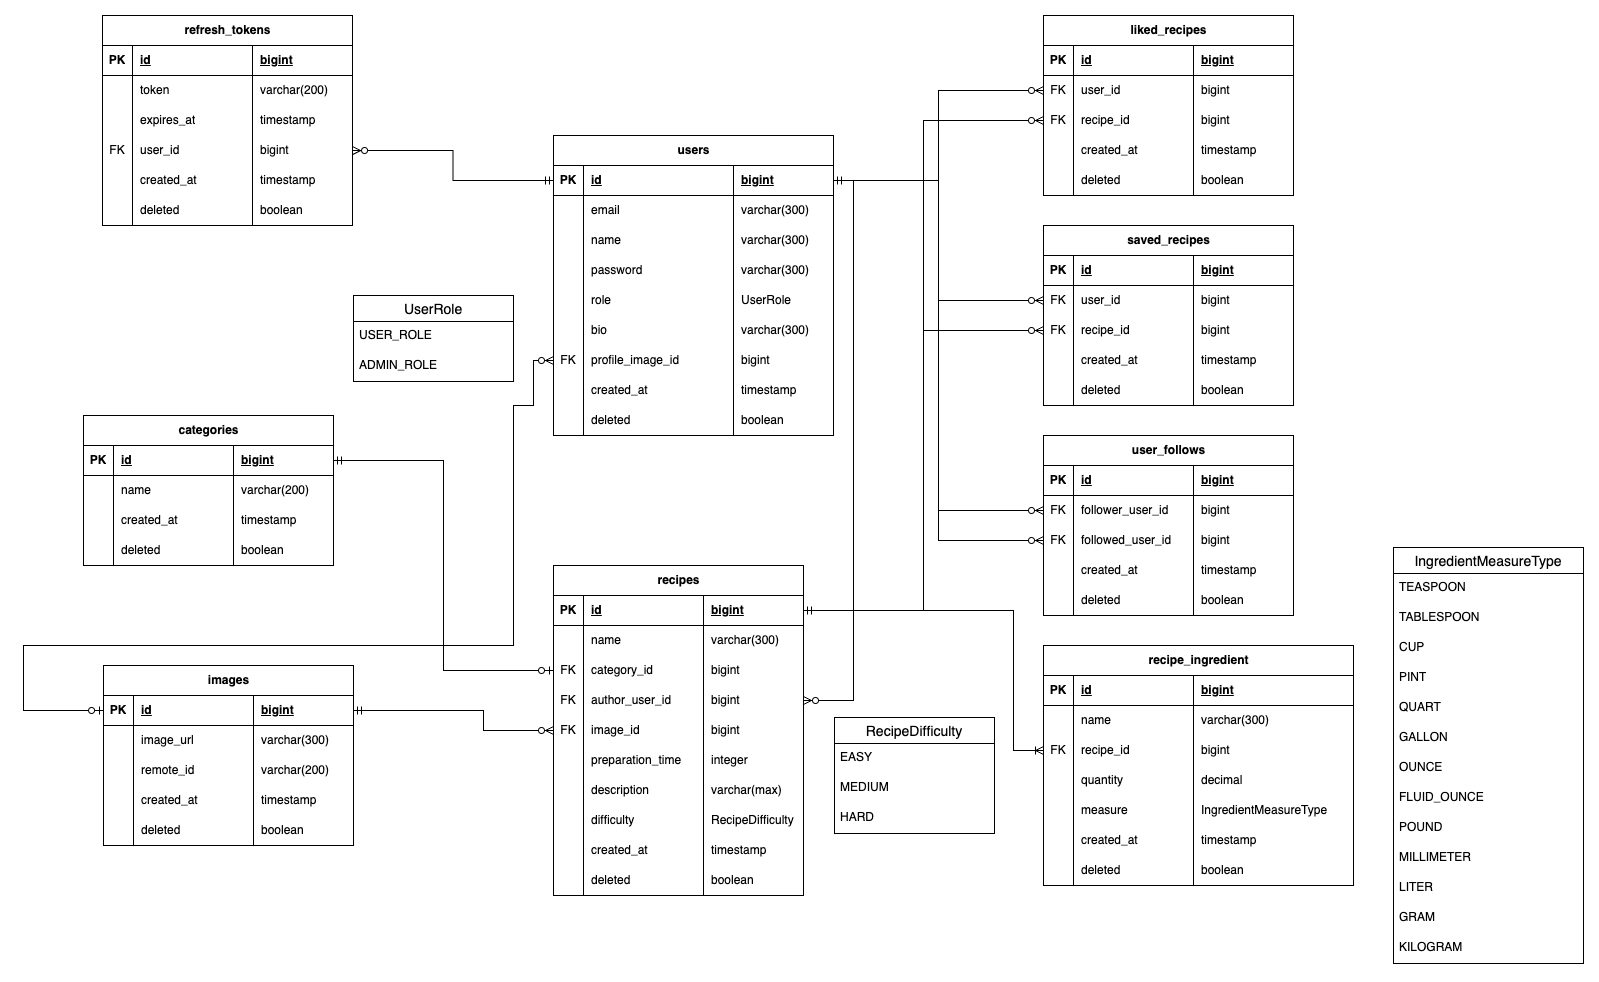 refresh_tokens
PK id bigint
token varchar(200)
expires_at timestamp
FK user_id bigint
created_at timestamp
deleted boolean
users
PK id bigint
email varchar(300)
name varchar(300)
password varchar(300)
role UserRole
bio varchar(300)
FK profile_image_id bigint
created_at timestamp
deleted boolean
liked_recipes
PK id bigint
FK user_id bigint
FK recipe_id bigint
created_at timestamp
deleted boolean
saved_recipes
PK id bigint
FK user_id bigint
FK recipe_id bigint
created_at timestamp
deleted boolean
UserRole
USER_ROLE
ADMIN_ROLE
categories
PK id bigint
name varchar(200)
created_at timestamp
deleted boolean
user_follows
PK id bigint
FK follower_user_id bigint
FK followed_user_id bigint
created_at timestamp
deleted boolean
images
PK id bigint
image_url varchar(300)
remote_id varchar(200)
created_at timestamp
deleted boolean
recipes
PK id bigint
name varchar(300)
FK category_id bigint
FK author_user_id bigint
FK image_id bigint
preparation_time integer
description varchar(max)
difficulty RecipeDifficulty
created_at timestamp
deleted boolean
RecipeDifficulty
EASY
MEDIUM
HARD
recipe_ingredient
PK id bigint
name varchar(300)
FK recipe_id bigint
quantity decimal
measure IngredientMeasureType
created_at timestamp
deleted boolean
IngredientMeasureType
TEASPOON
TABLESPOON
CUP
PINT
QUART
GALLON
OUNCE
FLUID_OUNCE
POUND
MILLIMETER
LITER
GRAM
KILOGRAM